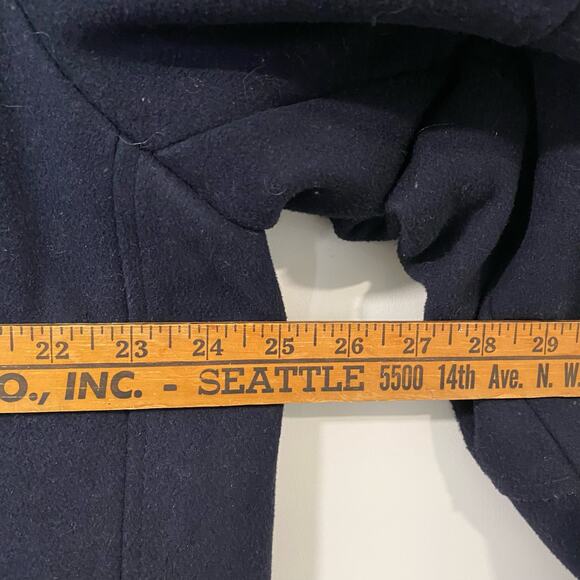 22 23 24 25 26 27 28 29
O., INC. - SEATTLE 5500 14th Ave. N. W.